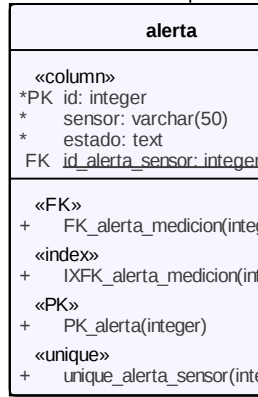 alerta
«column»
*PK id: integer
* sensor: varchar(50)
* estado: text
FK id_alerta_sensor: integer
«FK»
+ FK_alerta_medicion(integ
«index»
+ IXFK_alerta_medicion(int
«PK»
+ PK_alerta(integer)
«unique»
+ unique_alerta_sensor(inte